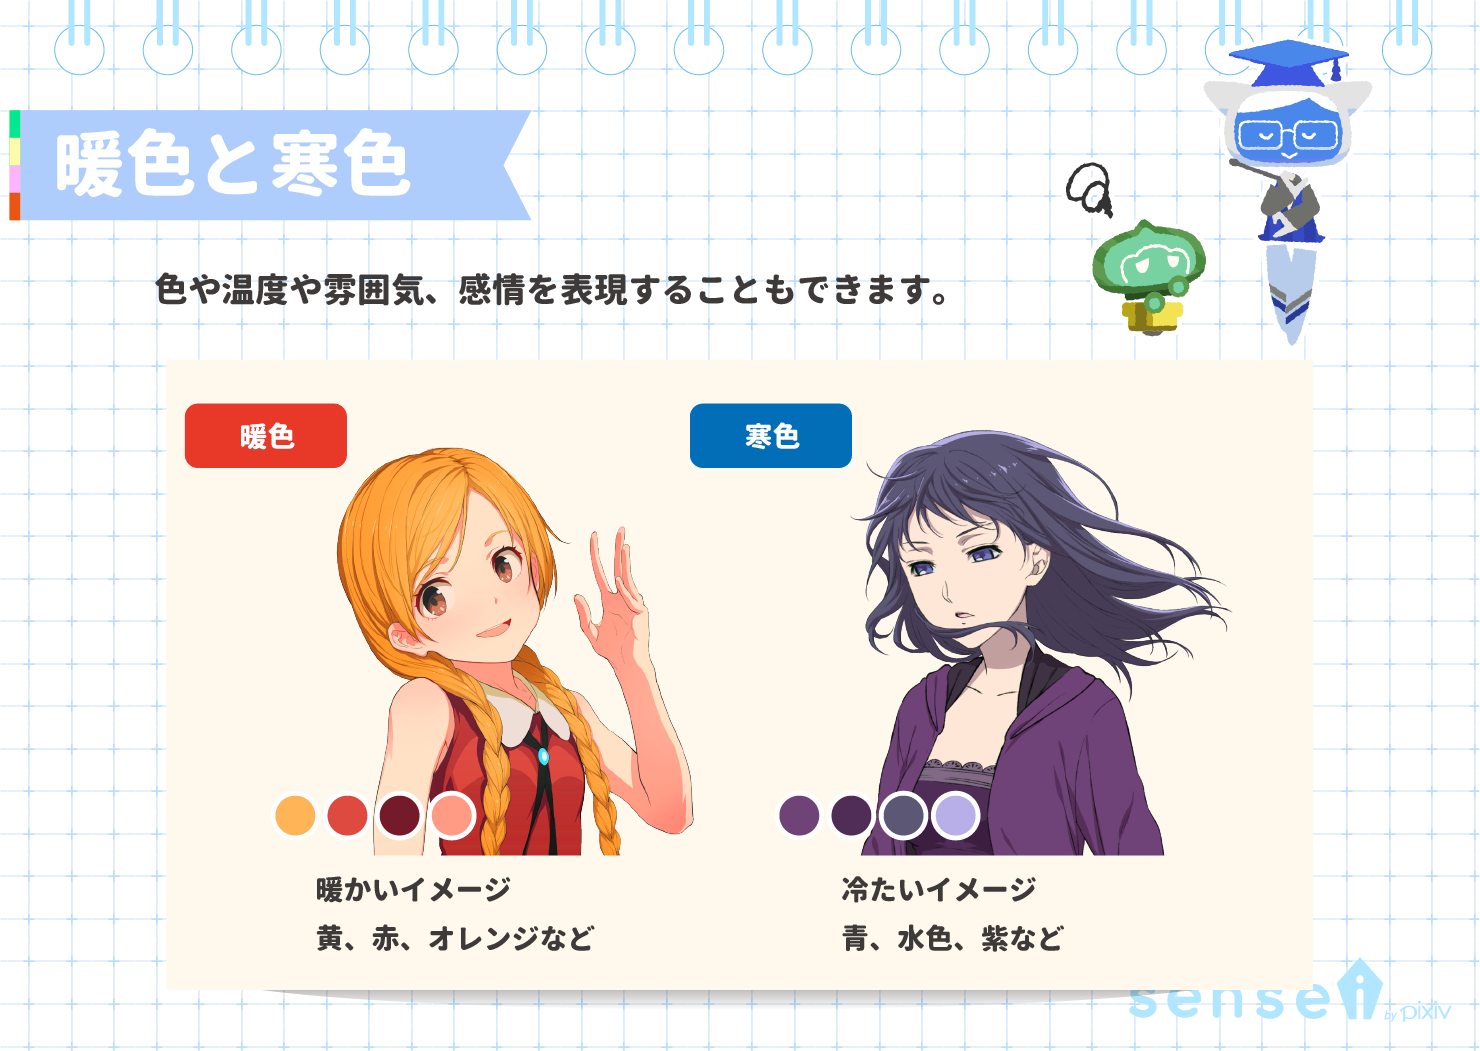 暖色と寒色
色や温度や雰囲気、感情を表現することもできます。
暖色
寒色
暖かいイメージ
黄、赤、オレンジなど
冷たいイメージ
青、水色、紫など
sensei by pixiv